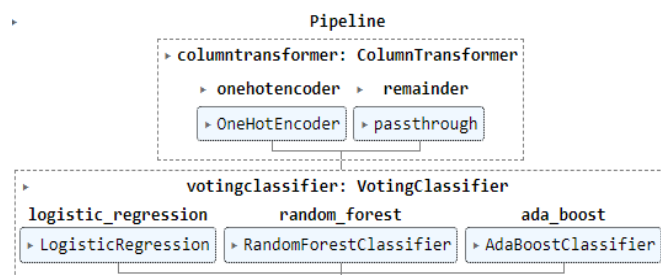 Pipeline
columntransformer: ColumnTransformer
onehotencoder remainder
OneHotEncoder passthrough
votingclassifier: VotingClassifier
logistic_regression random_forest ada_boost
LogisticRegression RandomForestClassifier AdaBoostClassifier